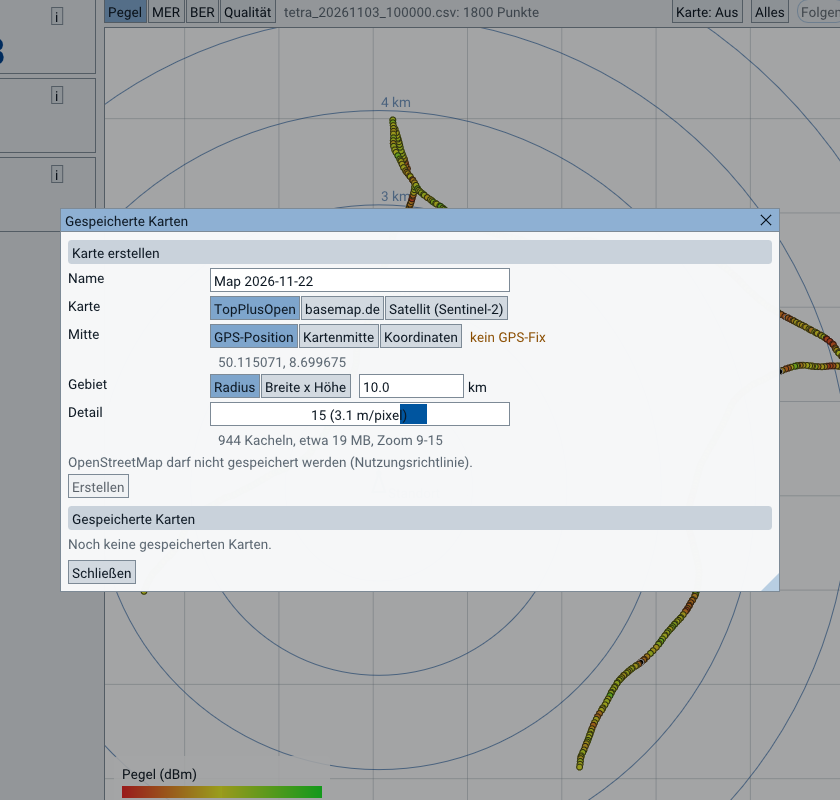 i
Pegel MER BER Qualität tetra_20261103_100000.csv: 1800 Punkte Karte: Aus Alles Folgen
i
4 km
i
3 km
Gespeicherte Karten
Karte erstellen
Name Map 2026-11-22
Karte TopPlusOpen basemap.de Satellit (Sentinel-2)
Mitte GPS-Position Kartenmitte Koordinaten kein GPS-Fix
50.115071, 8.699675
Gebiet Radius Breite x Höhe 10.0 km
Detail 15 (3.1 m/pixel)
944 Kacheln, etwa 19 MB, Zoom 9-15
OpenStreetMap darf nicht gespeichert werden (Nutzungsrichtlinie).
Erstellen
Gespeicherte Karten
Noch keine gespeicherten Karten.
Schließen
Pegel (dBm)